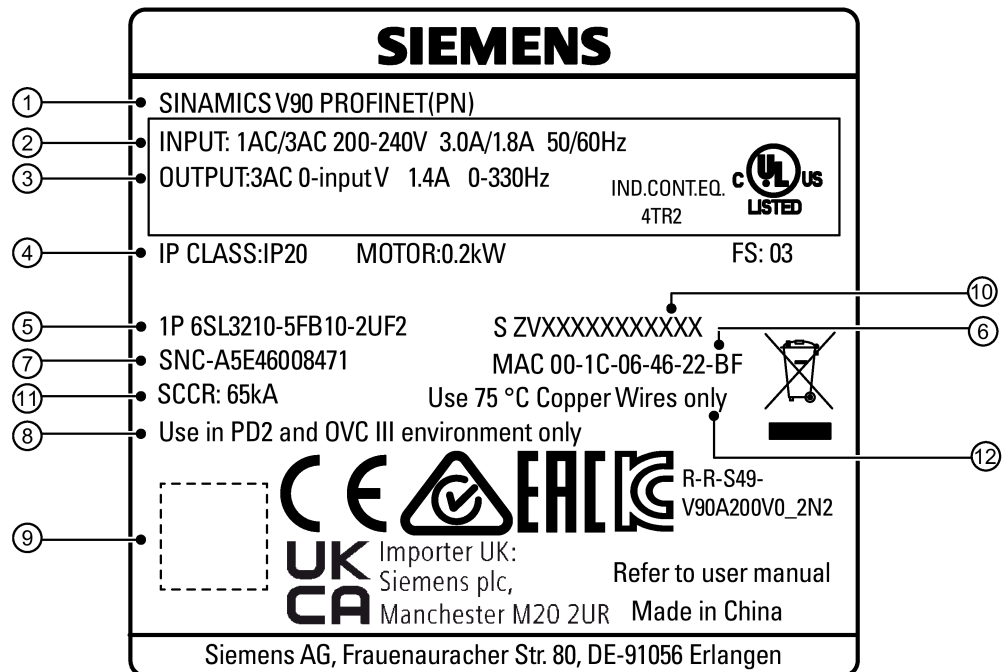 SIEMENS
① SINAMICS V90 PROFINET(PN)
② INPUT: 1AC/3AC 200-240V 3.0A/1.8A 50/60Hz
③ OUTPUT:3AC 0-input V 1.4A 0-330Hz
IND.CONT.EQ.
4TR2
C UL US
LISTED
④ IP CLASS:IP20 MOTOR:0.2kW FS: 03
⑩
⑤ 1P 6SL3210-5FB10-2UF2 S ZVXXXXXXXXXXX
⑥
⑦ SNC-A5E46008471 MAC 00-1C-06-46-22-BF
⑪ SCCR: 65kA Use 75 °C Copper Wires only
⑧ Use in PD2 and OVC III environment only
⑫
CE EAC
R-R-S49-
V90A200V0_2N2
⑨
UK
CA
Importer UK:
Siemens plc,
Manchester M20 2UR
Refer to user manual
Made in China
Siemens AG, Frauenauracher Str. 80, DE-91056 Erlangen